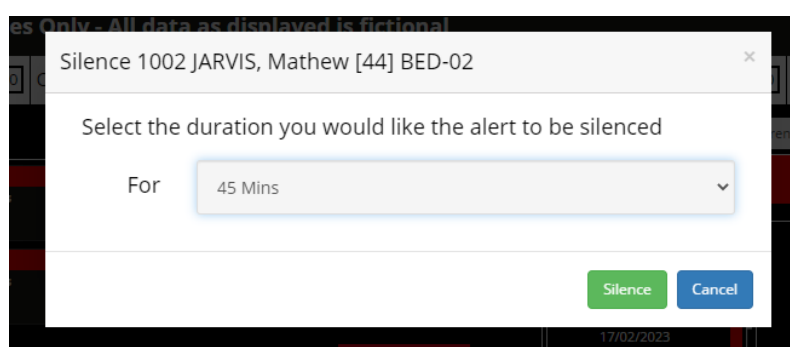 es Only - All data as displayed is fictional
Silence 1002 JARVIS, Mathew [44] BED-02
×
Select the duration you would like the alert to be silenced
For
45 Mins
Silence
Cancel
17/02/2023